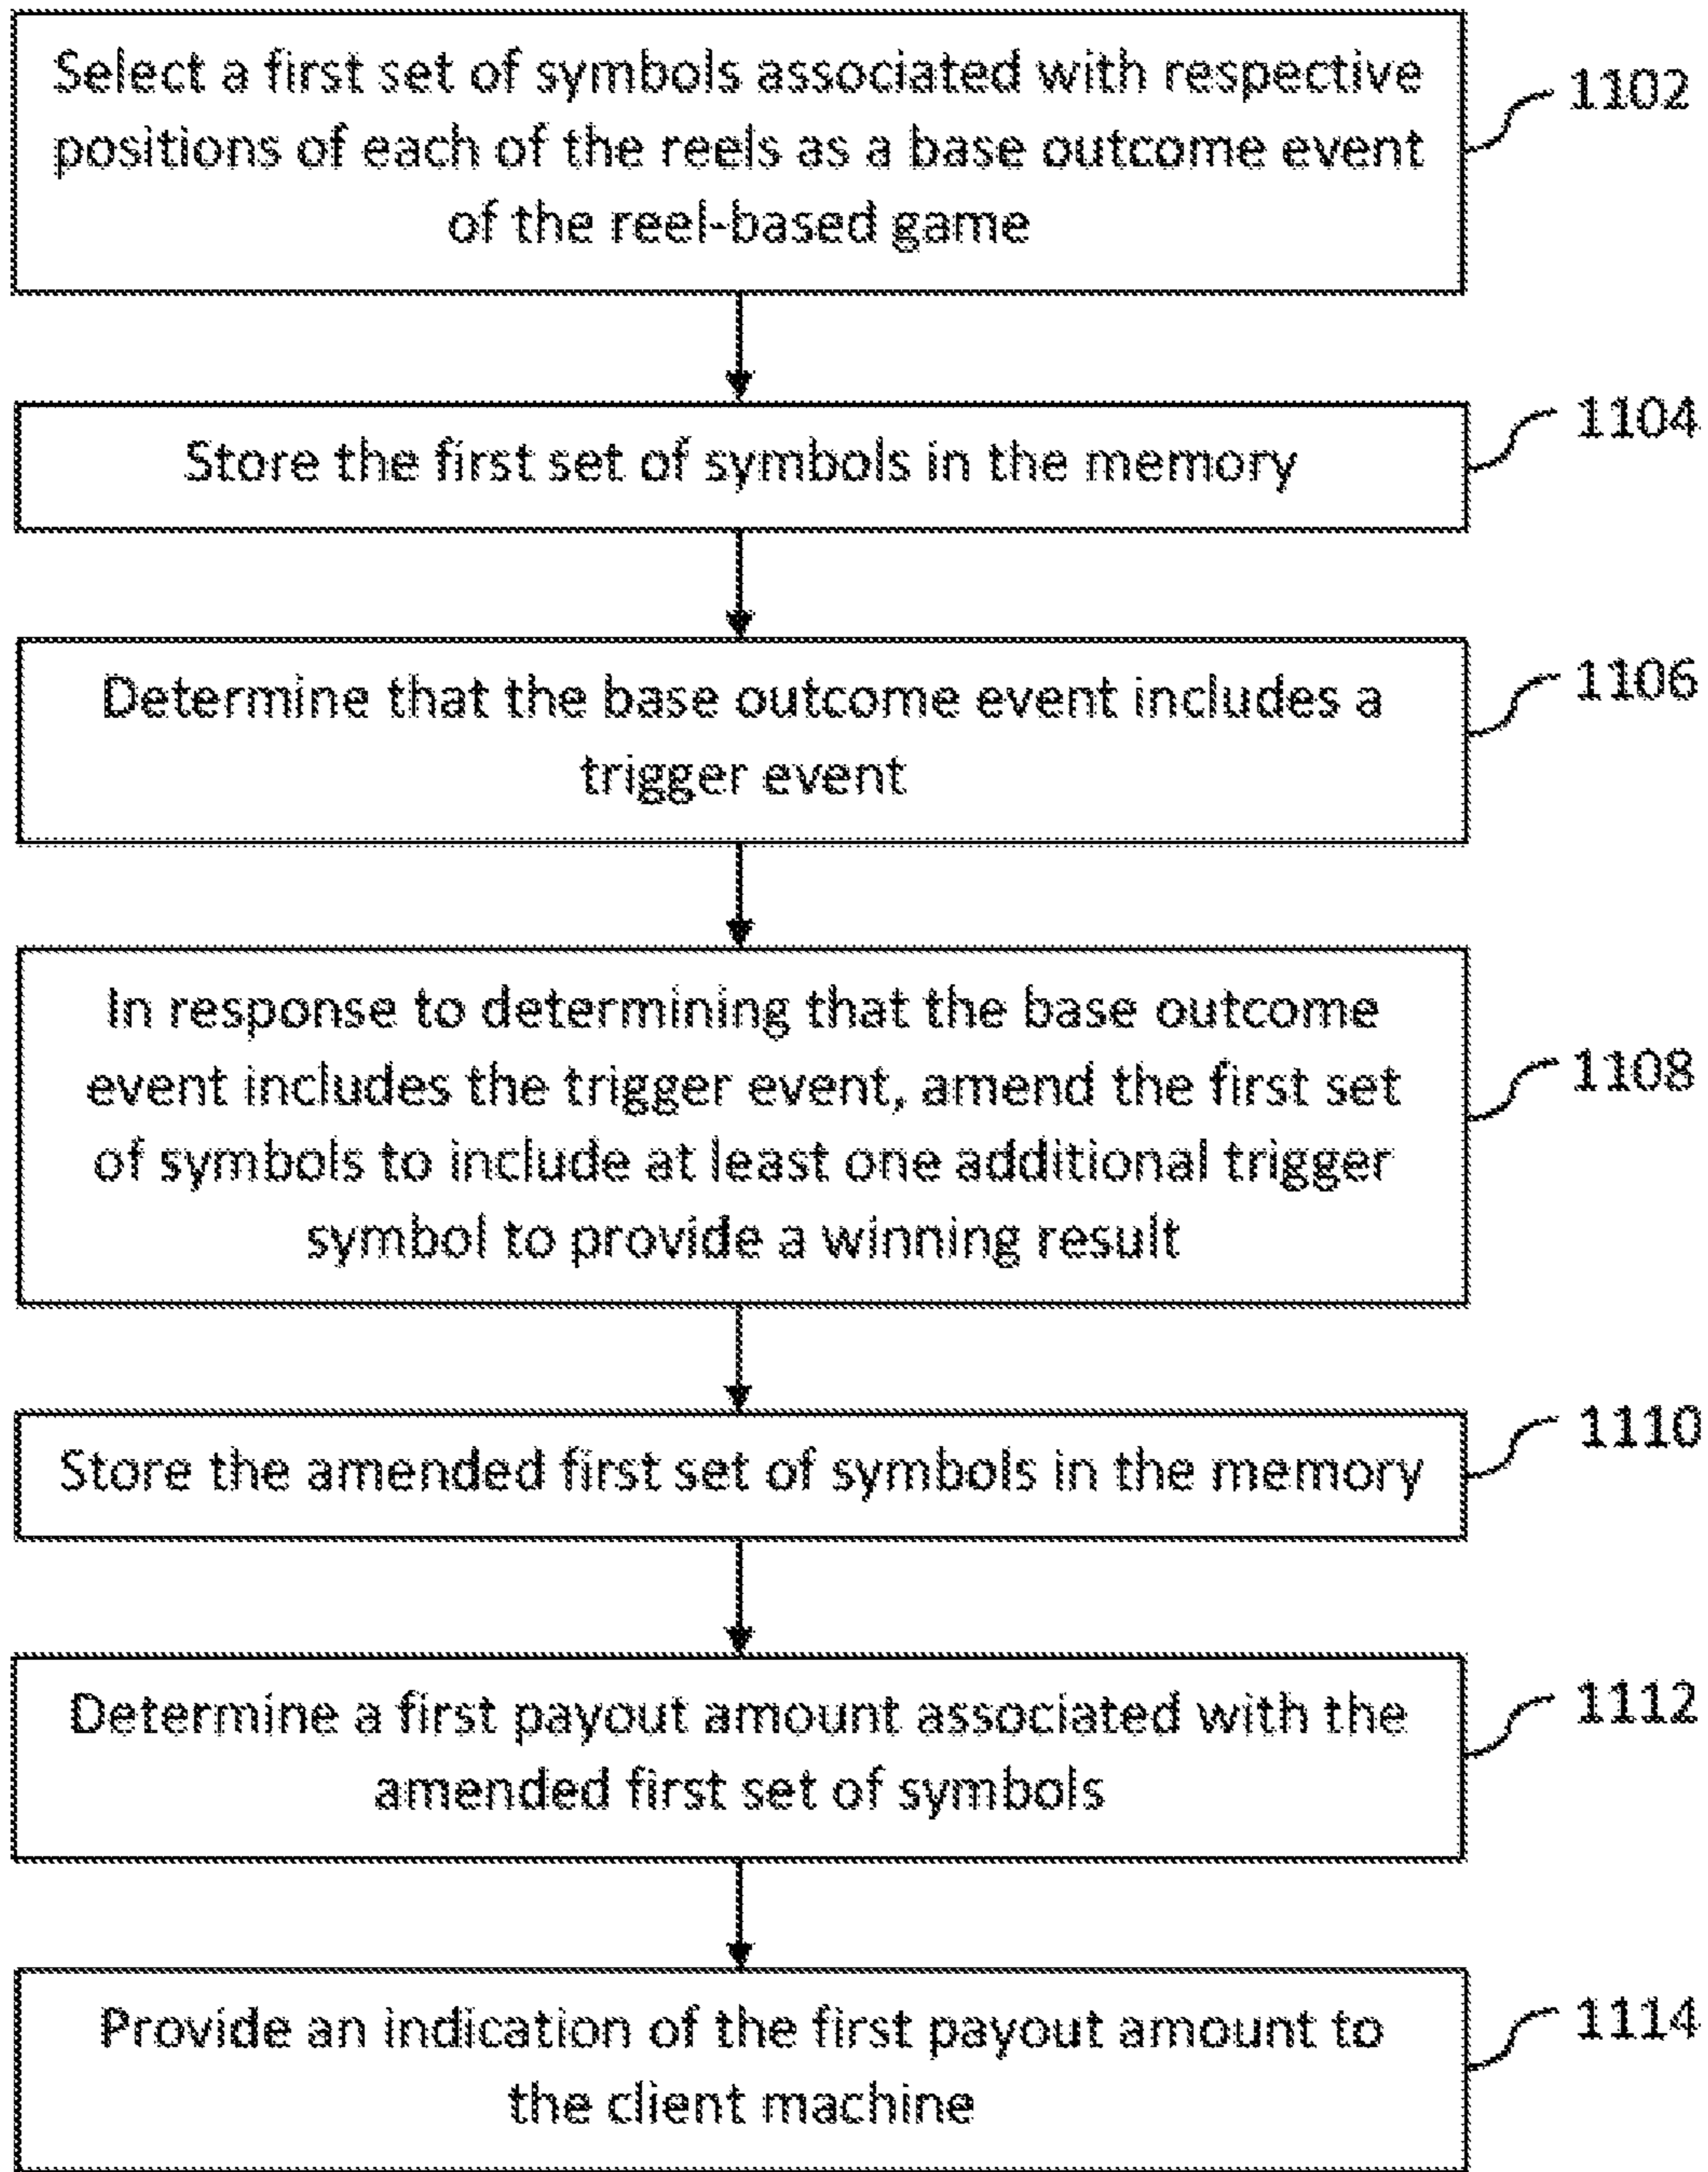 Select a first set of symbols associated with respective
positions of each of the reels as a base outcome event
of the reel-based game
1102
Store the first set of symbols in the memory
1104
Determine that the base outcome event includes a
trigger event
1106
In response to determining that the base outcome
event includes the trigger event, amend the first set
of symbols to include at least one additional trigger
symbol to provide a winning result
1108
Store the amended first set of symbols in the memory
1110
Determine a first payout amount associated with the
amended first set of symbols
1112
Provide an indication of the first payout amount to
the client machine
1114